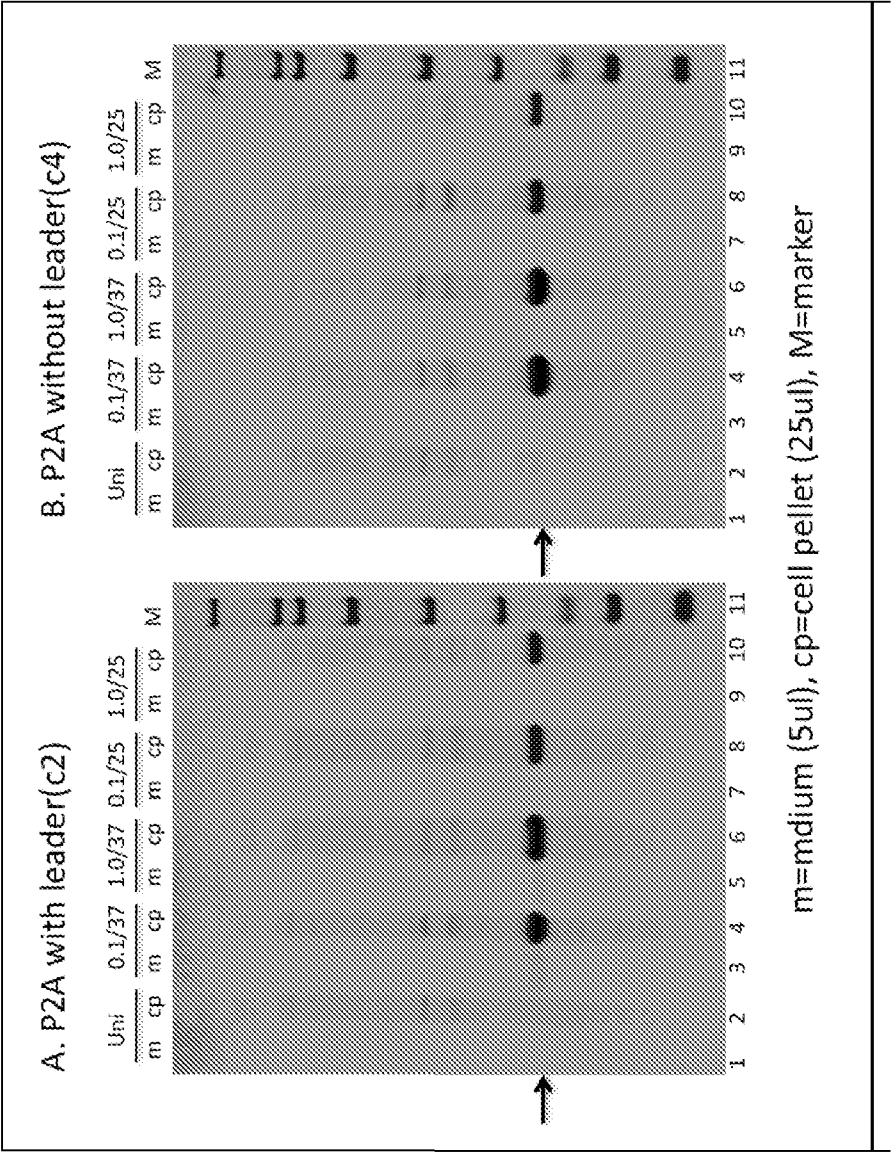 A. P2A with leader(c2)
Uni 0.1/37 1.0/37 0.1/25 1.0/25
m cp m cp m cp m cp m cp M
1 2 3 4 5 6 7 8 9 10 11
B. P2A without leader(c4)
Uni 0.1/37 1.0/37 0.1/25 1.0/25
m cp m cp m cp m cp m cp M
1 2 3 4 5 6 7 8 9 10 11
m=mdium (5ul), cp=cell pellet (25ul), M=marker